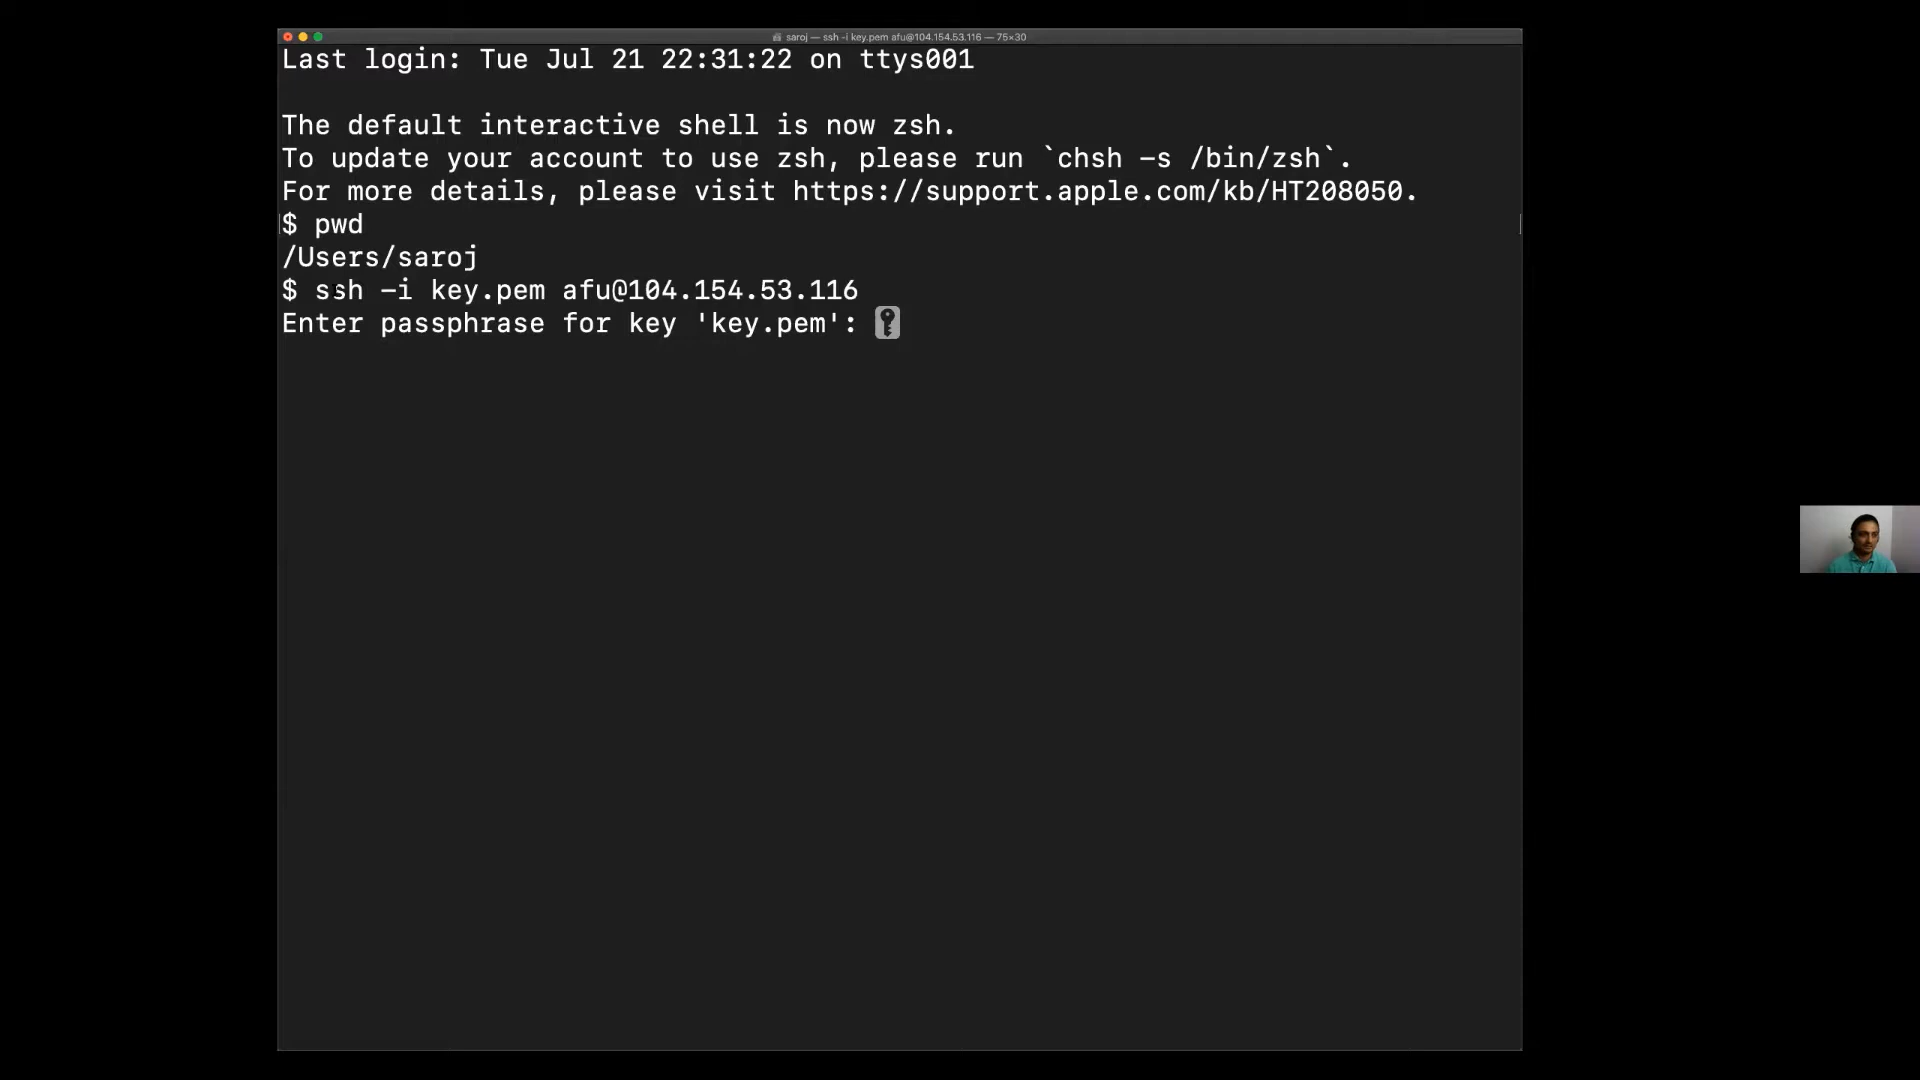 saroj — ssh -i key.pem afu@104.154.53.116 — 75×30
Last login: Tue Jul 21 22:31:22 on ttys001
The default interactive shell is now zsh.
To update your account to use zsh, please run `chsh -s /bin/zsh`.
For more details, please visit https://support.apple.com/kb/HT208050.
$ pwd
/Users/saroj
$ ssh -i key.pem afu@104.154.53.116
Enter passphrase for key 'key.pem':